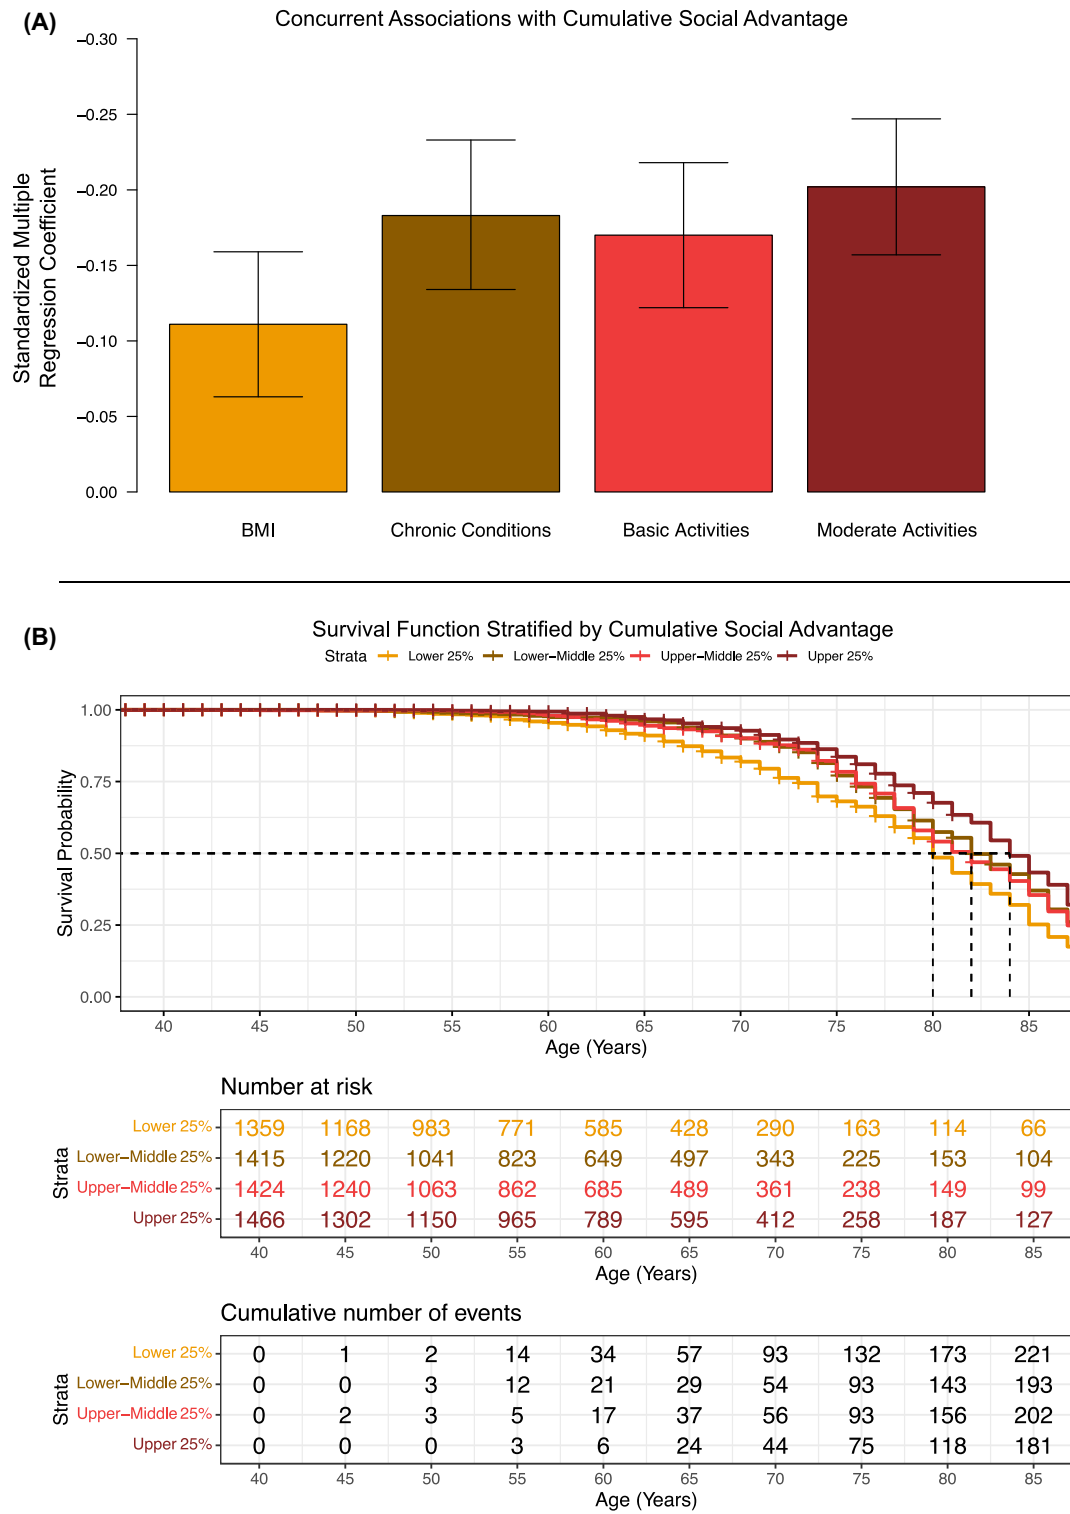 (A)
Concurrent Associations with Cumulative Social Advantage
Standardized Multiple
Regression Coefficient
−0.30
−0.25
−0.20
−0.15
−0.10
−0.05
0.00
BMI Chronic Conditions Basic Activities Moderate Activities
(B)
Survival Function Stratified by Cumulative Social Advantage
Strata Lower 25% Lower−Middle 25% Upper−Middle 25% Upper 25%
Survival Probability
1.00
0.75
0.50
0.25
0.00
40 45 50 55 60 65 70 75 80 85
Age (Years)
Number at risk
Strata
Lower 25% 1359 1168 983 771 585 428 290 163 114 66
Lower−Middle 25% 1415 1220 1041 823 649 497 343 225 153 104
Upper−Middle 25% 1424 1240 1063 862 685 489 361 238 149 99
Upper 25% 1466 1302 1150 965 789 595 412 258 187 127
40 45 50 55 60 65 70 75 80 85
Age (Years)
Cumulative number of events
Strata
Lower 25% 0 1 2 14 34 57 93 132 173 221
Lower−Middle 25% 0 0 3 12 21 29 54 93 143 193
Upper−Middle 25% 0 2 3 5 17 37 56 93 156 202
Upper 25% 0 0 0 3 6 24 44 75 118 181
40 45 50 55 60 65 70 75 80 85
Age (Years)